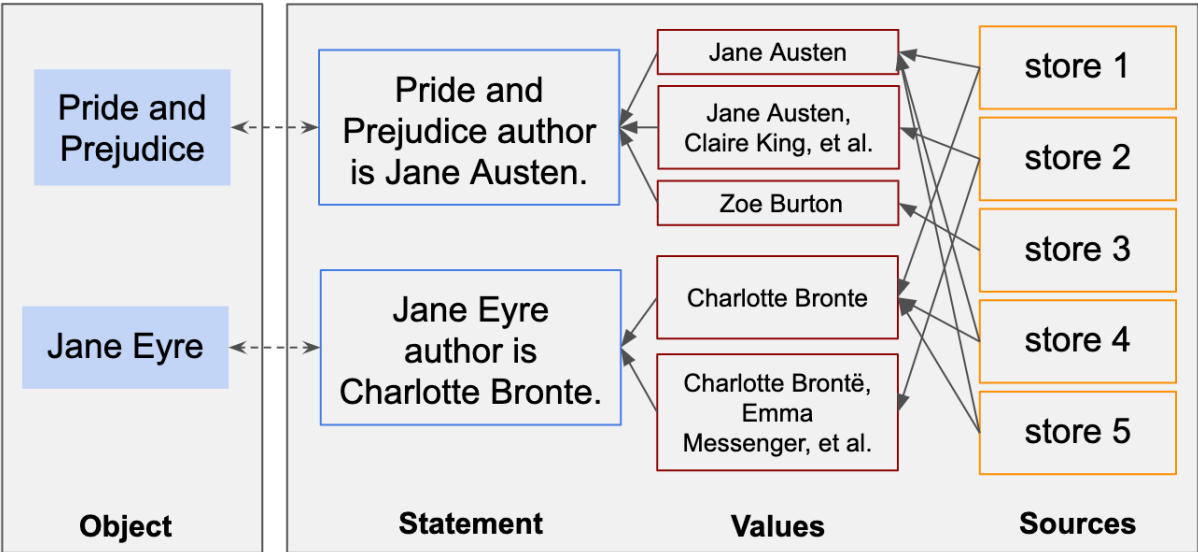 Pride and
Prejudice
Jane Eyre
Object
Pride and
Prejudice author
is Jane Austen.
Jane Eyre
author is
Charlotte Bronte.
Statement
Jane Austen
Jane Austen,
Claire King, et al.
Zoe Burton
Charlotte Bronte
Charlotte Brontë,
Emma
Messenger, et al.
Values
store 1
store 2
store 3
store 4
store 5
Sources